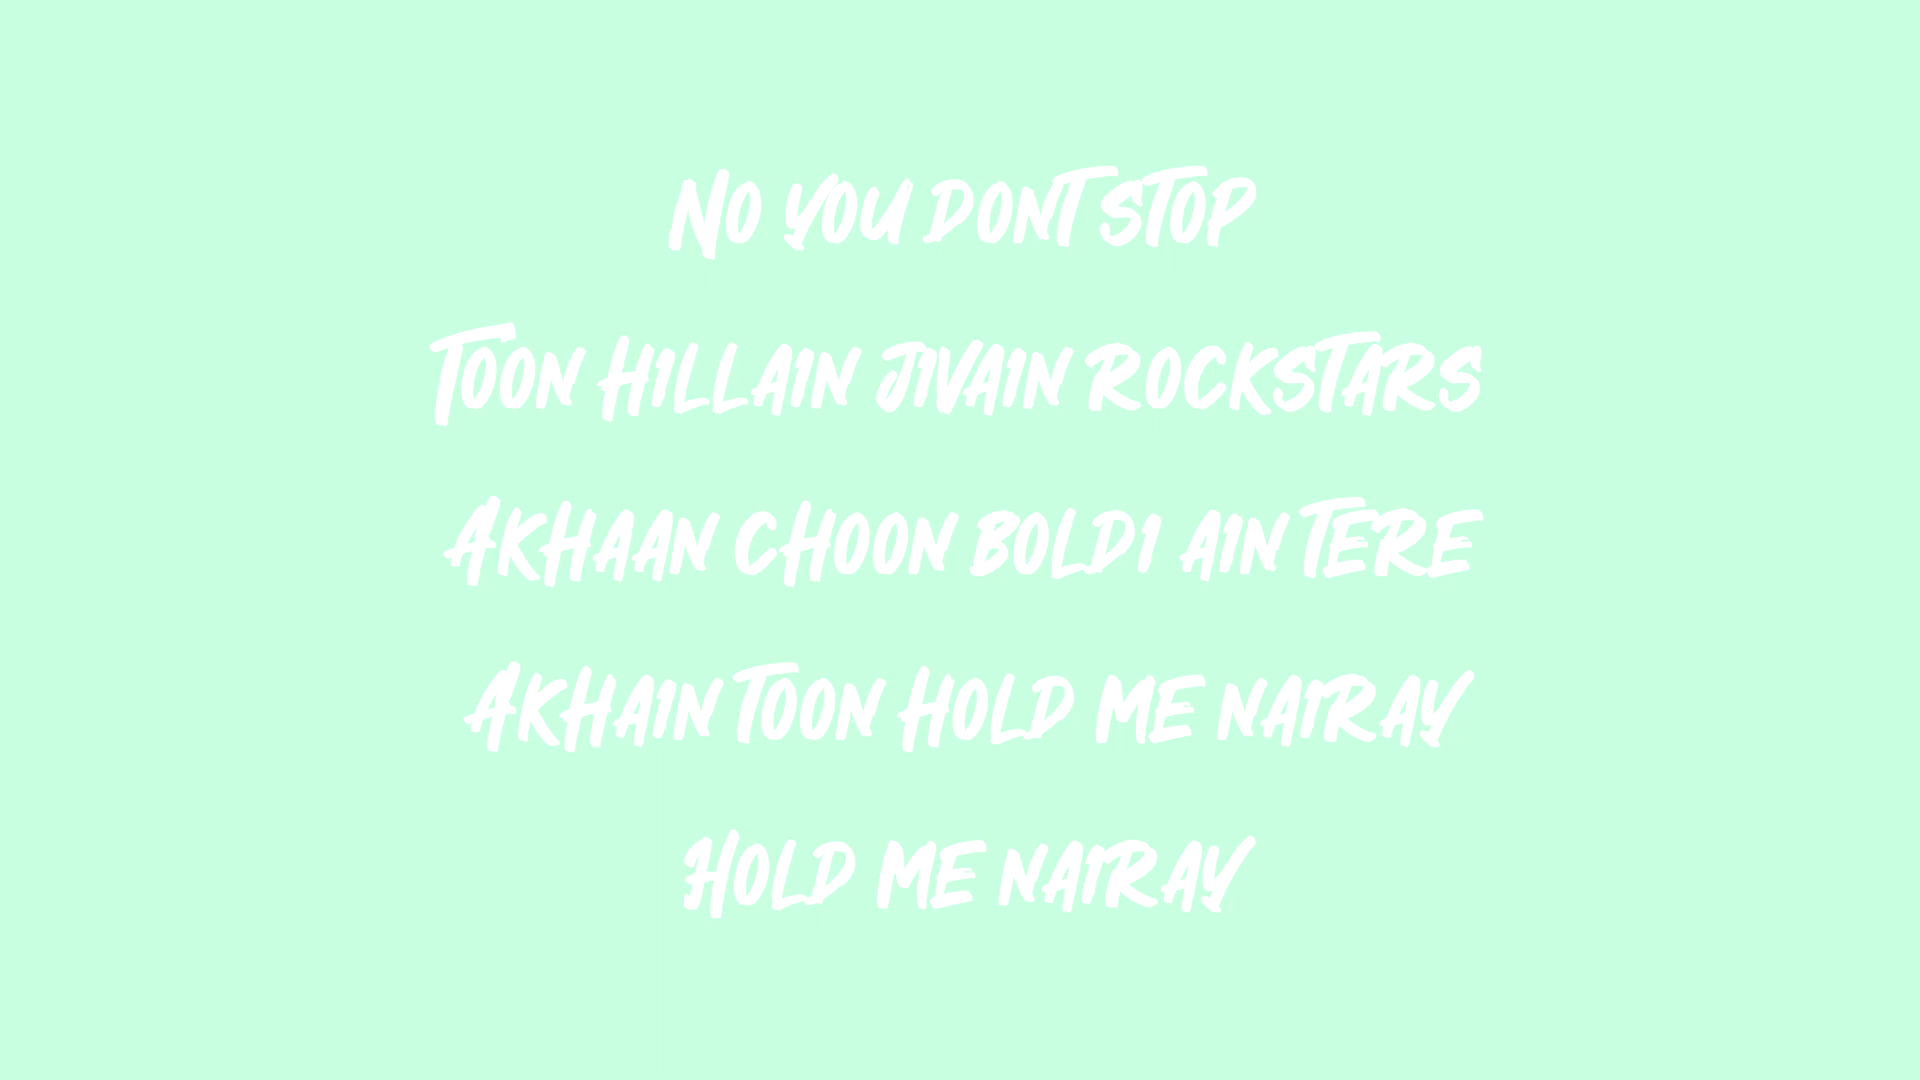 No you dont stop
Toon Hillain jivain rockstars
Akhaan choon boldi ain tere
Akhain toon hold me nairay
Hold me nairay